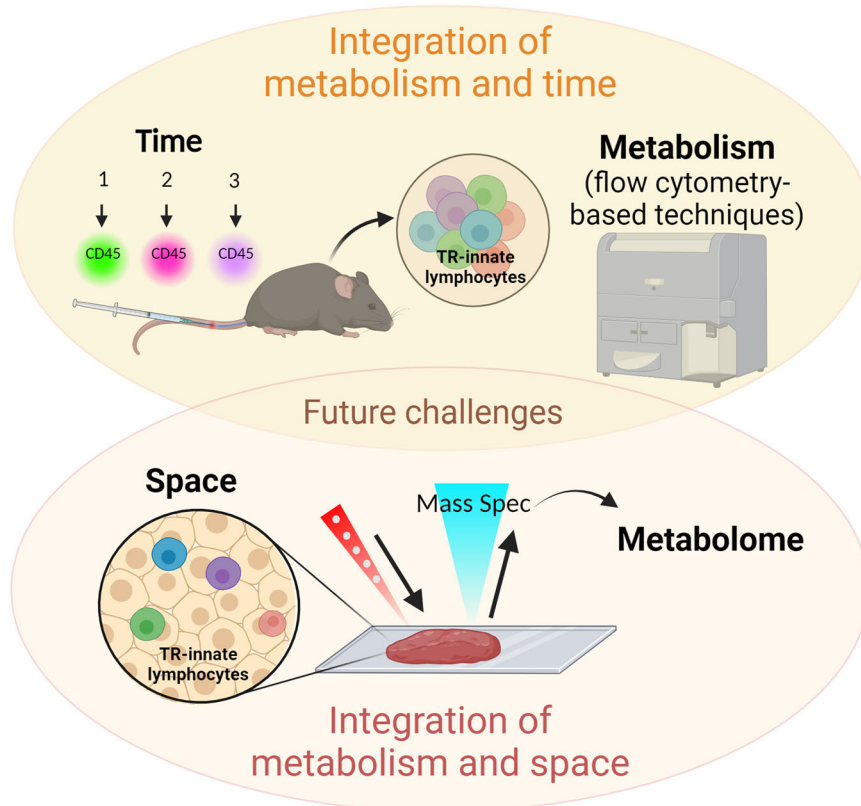 Integration of
metabolism and time
Time
1 2 3
CD45 CD45 CD45
TR-innate
lymphocytes
Metabolism
(flow cytometry-
based techniques)
Future challenges
Space
TR-innate
lymphocytes
Mass Spec
Metabolome
Integration of
metabolism and space